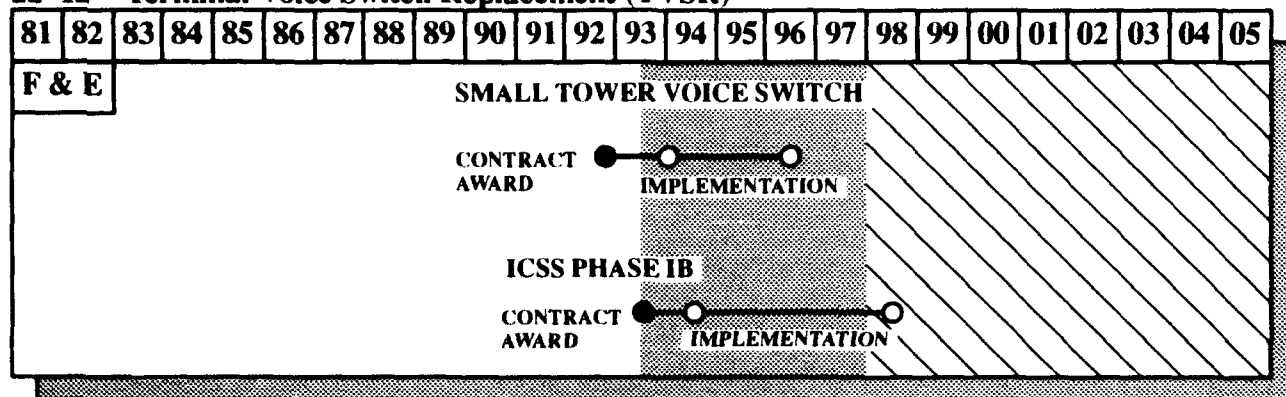 Terminal Voice Switch Replacement (TVSR)
81 82 83 84 85 86 87 88 89 90 91 92 93 94 95 96 97 98 99 00 01 02 03 04 05
F & E
SMALL TOWER VOICE SWITCH
CONTRACT
AWARD
IMPLEMENTATION
ICSS PHASE IB
CONTRACT
AWARD
IMPLEMENTATION